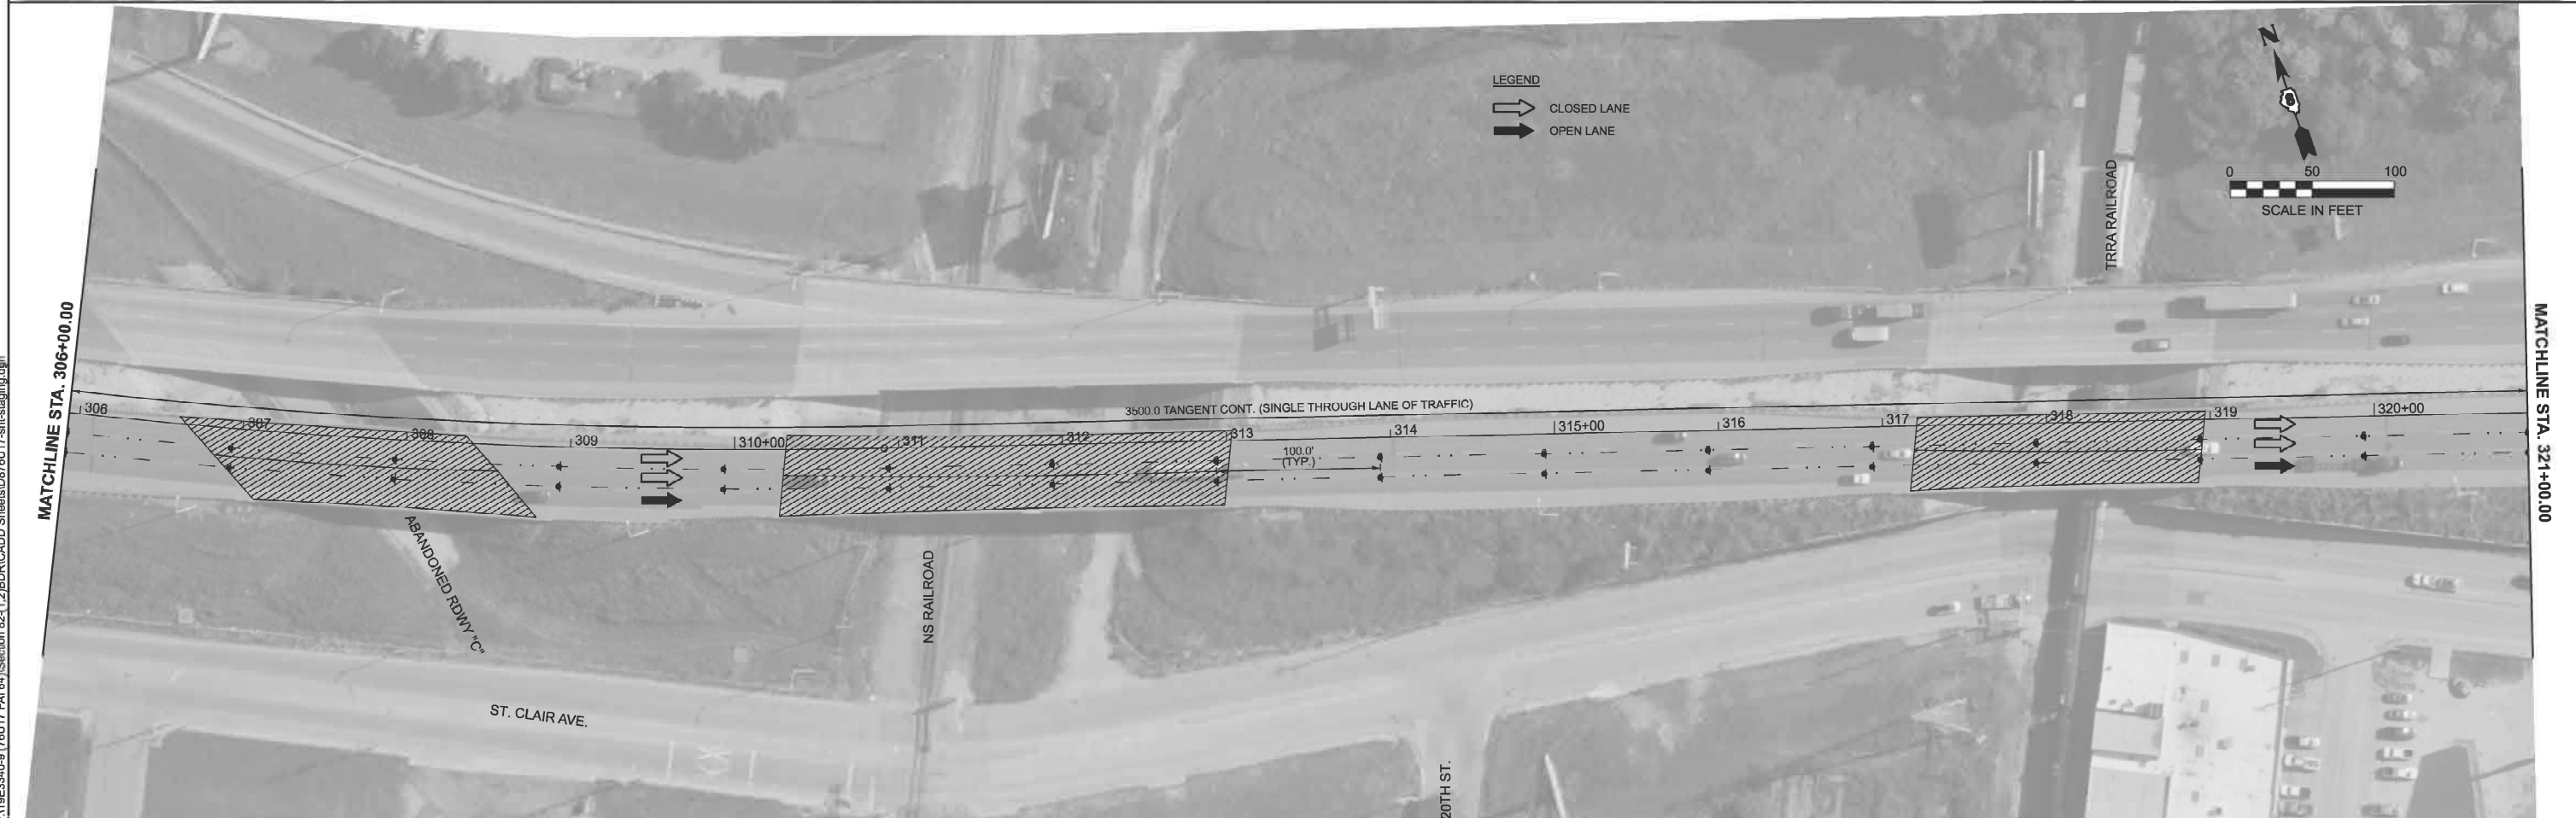 LEGEND
CLOSED LANE
OPEN LANE
N
0 50 100
SCALE IN FEET
TRRA RAILROAD
MATCHLINE STA. 306+00.00
MATCHLINE STA. 321+00.00
3500.0 TANGENT CONT. (SINGLE THROUGH LANE OF TRAFFIC)
306 307 308 309 310+00 311 312 313 314 315+00 316 317 318 319 320+00
100.0'
(TYP.)
ABANDONED RDWY "C"
NS RAILROAD
ST. CLAIR AVE.
20TH ST.